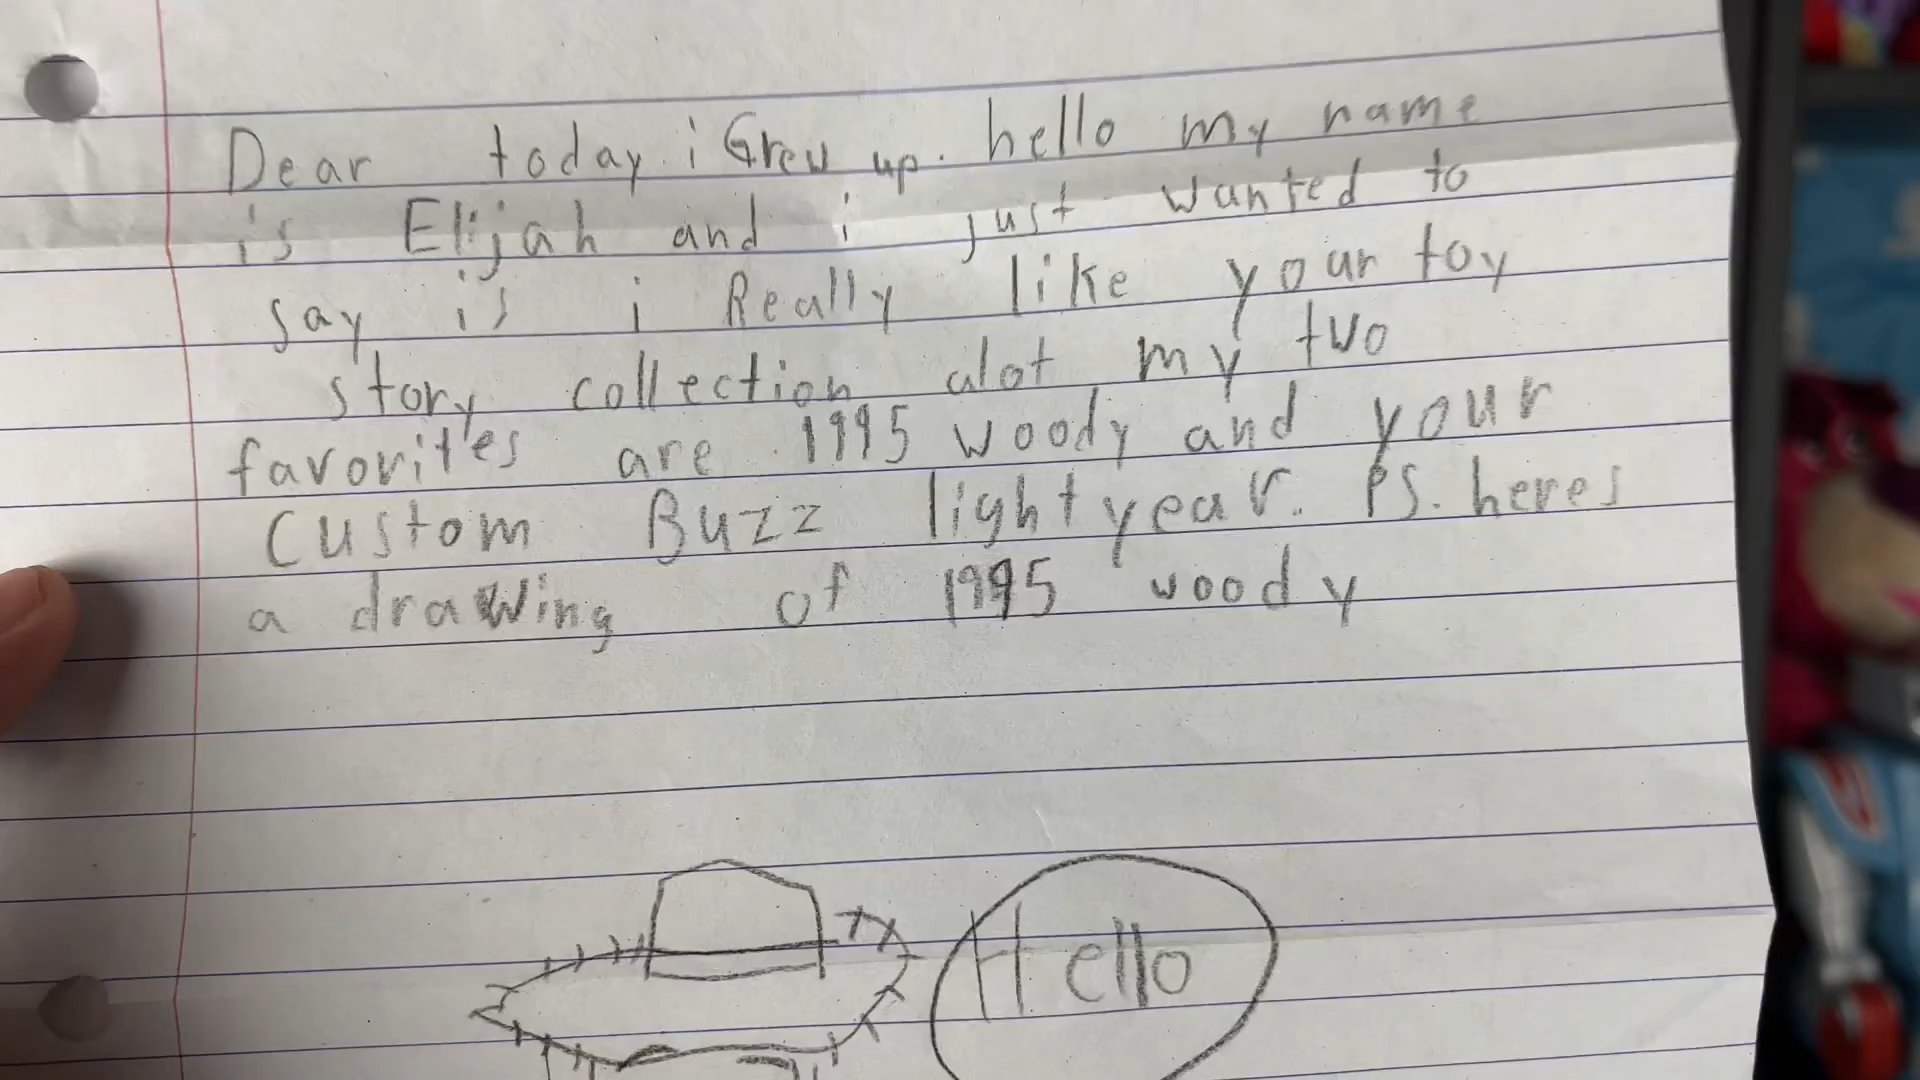 Dear today i Grew up. hello my name
is Elijah and i just wanted to
say is i Really like your toy
story collection alot my two
favorites are 1995 woody and your
Custom Buzz lightyear. PS. heres
a drawing of 1995 woody
Hello